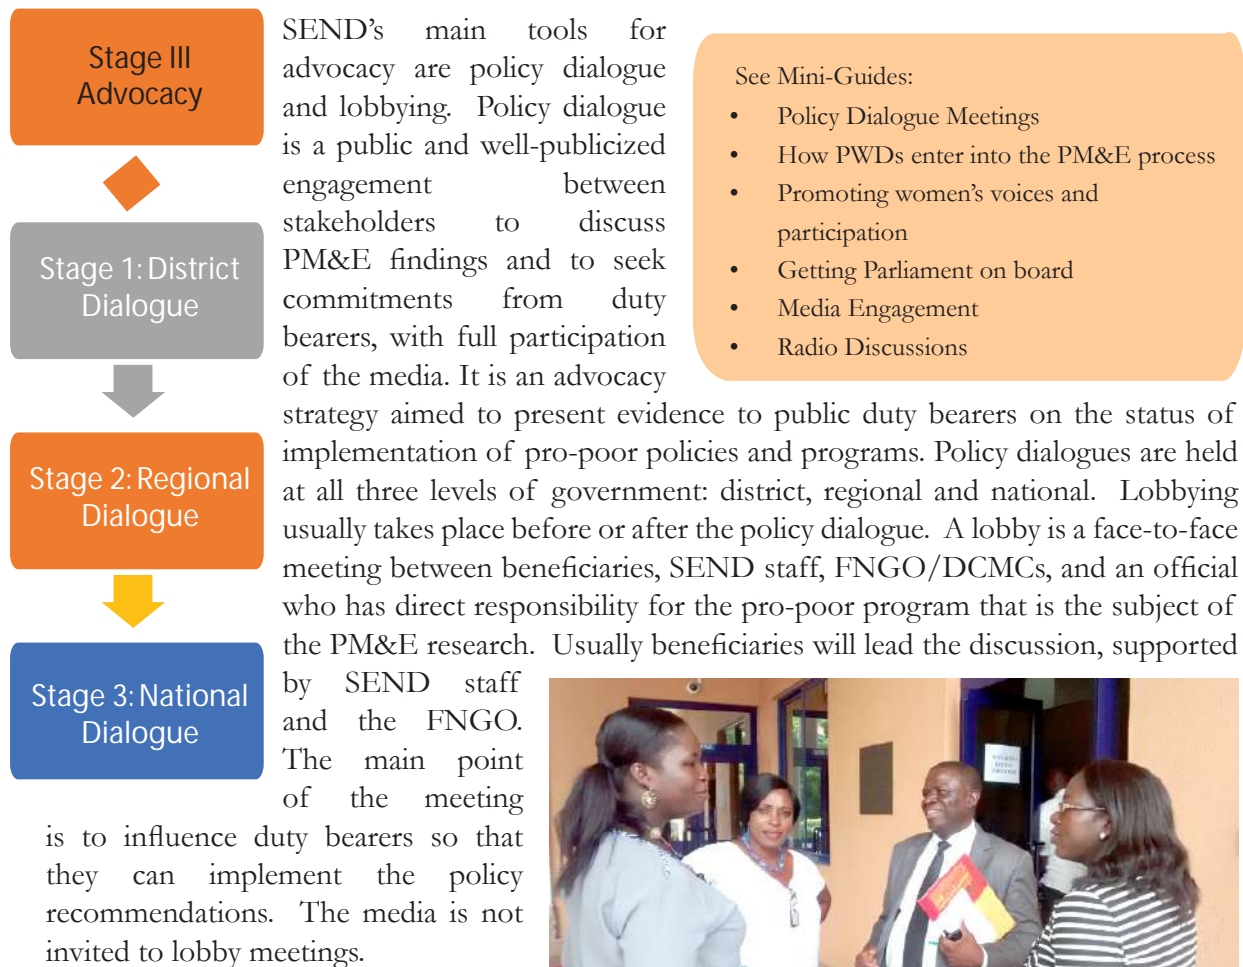 Stage III
Advocacy
Stage 1: District
Dialogue
Stage 2: Regional
Dialogue
Stage 3: National
Dialogue
SEND's main tools for
advocacy are policy dialogue
and lobbying. Policy dialogue
is a public and well-publicized
engagement between
stakeholders to discuss
PM&E findings and to seek
commitments from duty
bearers, with full participation
of the media. It is an advocacy
strategy aimed to present evidence to public duty bearers on the status of
implementation of pro-poor policies and programs. Policy dialogues are held
at all three levels of government: district, regional and national. Lobbying
usually takes place before or after the policy dialogue. A lobby is a face-to-face
meeting between beneficiaries, SEND staff, FNGO/DCMCs, and an official
who has direct responsibility for the pro-poor program that is the subject of
the PM&E research. Usually beneficiaries will lead the discussion, supported
by SEND staff
and the FNGO.
The main point
of the meeting
is to influence duty bearers so that
they can implement the policy
recommendations. The media is not
invited to lobby meetings.
See Mini-Guides:
• Policy Dialogue Meetings
• How PWDs enter into the PM&E process
• Promoting women's voices and
participation
• Getting Parliament on board
• Media Engagement
• Radio Discussions